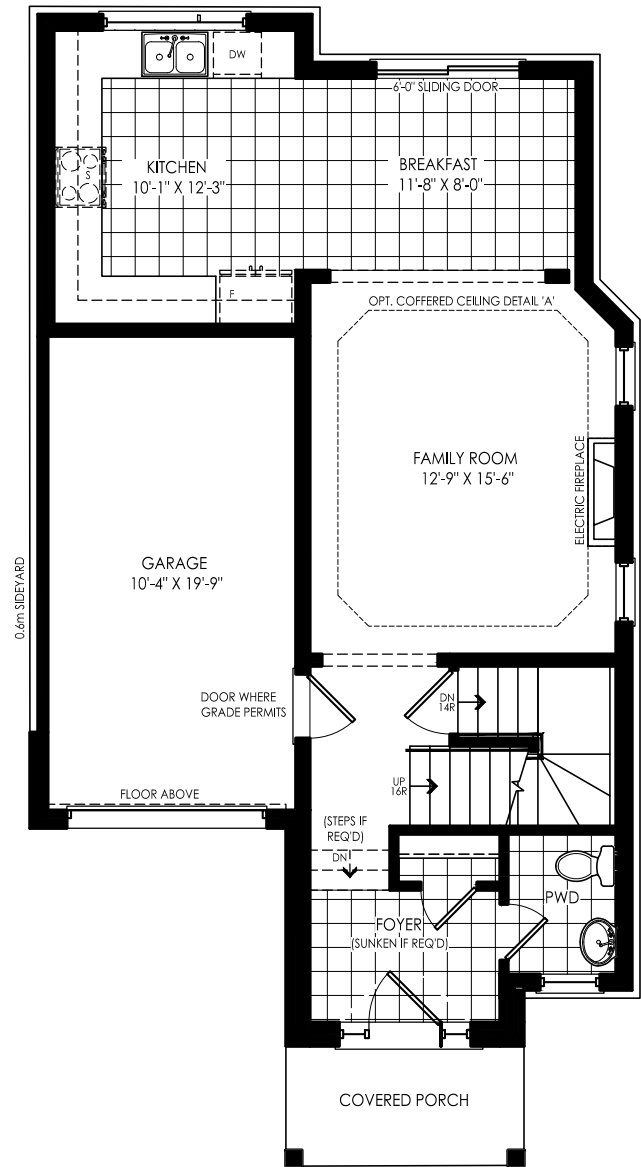 DW
6'-0" SLIDING DOOR
KITCHEN
10'-1" X 12'-3"
S
BREAKFAST
11'-8" X 8'-0"
F
OPT. COFFERED CEILING DETAIL 'A'
FAMILY ROOM
12'-9" X 15'-6"
ELECTRIC FIREPLACE
GARAGE
10'-4" X 19'-9"
0.6m SIDEYARD
DOOR WHERE
GRADE PERMITS
DN
14R
UP
16R
FLOOR ABOVE
(STEPS IF
REQ'D)
DN
PWD
FOYER
(SUNKEN IF REQ'D)
COVERED PORCH